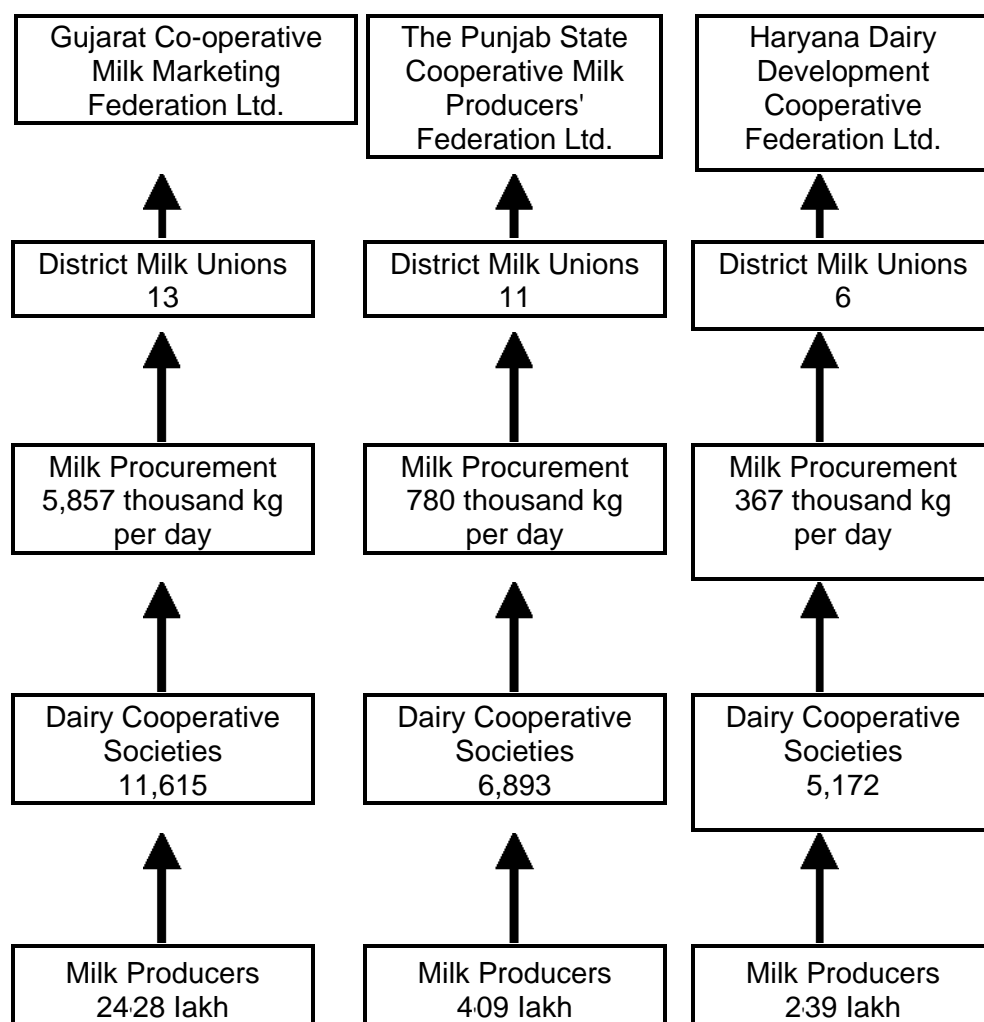 Gujarat Co-operative
Milk Marketing
Federation Ltd.
The Punjab State
Cooperative Milk
Producers'
Federation Ltd.
Haryana Dairy
Development
Cooperative
Federation Ltd.
District Milk Unions
13
District Milk Unions
11
District Milk Unions
6
Milk Procurement
5,857 thousand kg
per day
Milk Procurement
780 thousand kg
per day
Milk Procurement
367 thousand kg
per day
Dairy Cooperative
Societies
11,615
Dairy Cooperative
Societies
6,893
Dairy Cooperative
Societies
5,172
Milk Producers
24·28 lakh
Milk Producers
4·09 lakh
Milk Producers
2·39 lakh